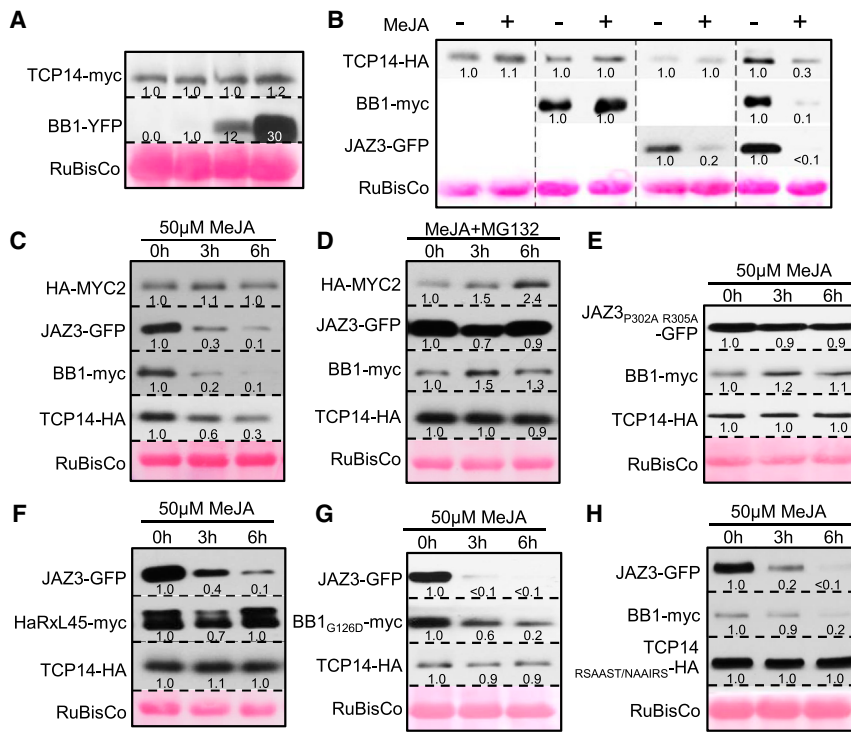 A
TCP14-myc
1.0 1.0 1.0 1.2
BB1-YFP
0.0 1.0 12 30
RuBisCo
B
MeJA - + - + - + - +
TCP14-HA
1.0 1.1 1.0 1.0 1.0 1.0 1.0 0.3
BB1-myc
1.0 1.0 1.0 0.1
JAZ3-GFP
1.0 0.2 1.0 <0.1
RuBisCo
C
50µM MeJA
0h 3h 6h
HA-MYC2
1.0 1.1 1.0
JAZ3-GFP
1.0 0.3 0.1
BB1-myc
1.0 0.2 0.1
TCP14-HA
1.0 0.6 0.3
RuBisCo
D
MeJA+MG132
0h 3h 6h
HA-MYC2
1.0 1.5 2.4
JAZ3-GFP
1.0 0.7 0.9
BB1-myc
1.0 1.5 1.3
TCP14-HA
1.0 1.0 0.9
RuBisCo
E
50µM MeJA
0h 3h 6h
JAZ3P302A R305A
-GFP
1.0 0.9 0.9
BB1-myc
1.0 1.2 1.1
TCP14-HA
1.0 1.0 1.0
RuBisCo
F
50µM MeJA
0h 3h 6h
JAZ3-GFP
1.0 0.4 0.1
HaRxL45-myc
1.0 0.7 1.0
TCP14-HA
1.0 1.1 1.0
RuBisCo
G
50µM MeJA
0h 3h 6h
JAZ3-GFP
1.0 <0.1 <0.1
BB1G126D-myc
1.0 0.6 0.2
TCP14-HA
1.0 0.9 0.9
RuBisCo
H
50µM MeJA
0h 3h 6h
JAZ3-GFP
1.0 0.2 <0.1
BB1-myc
1.0 0.9 0.2
TCP14
RSAAST/NAAIRS-HA
1.0 1.0 1.0
RuBisCo